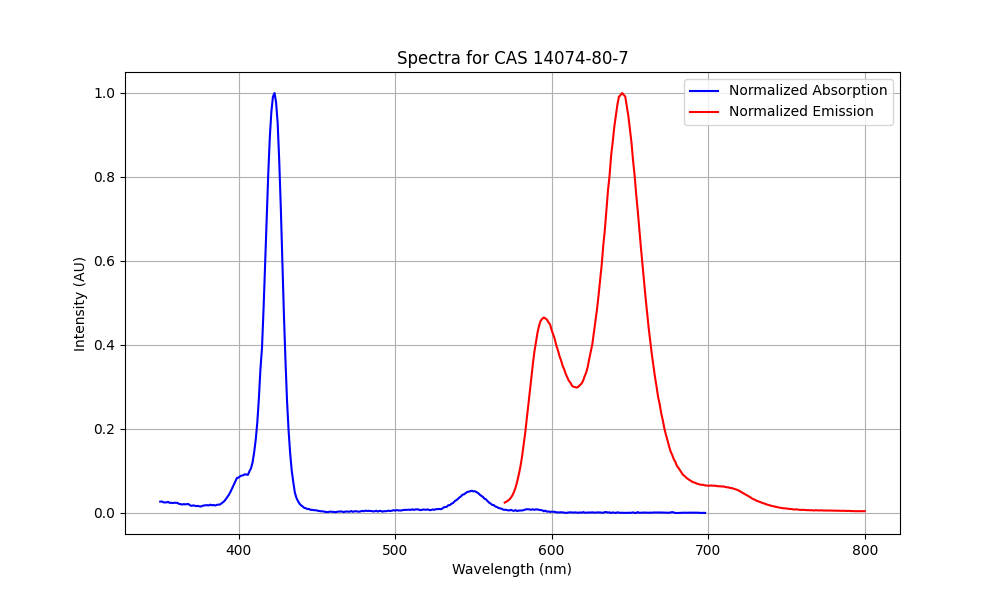 Spectra for CAS 14074-80-7
Normalized Absorption
Normalized Emission
1.0
0.8
0.6
0.4
0.2
0.0
Intensity (AU)
400
500
600
700
800
Wavelength (nm)